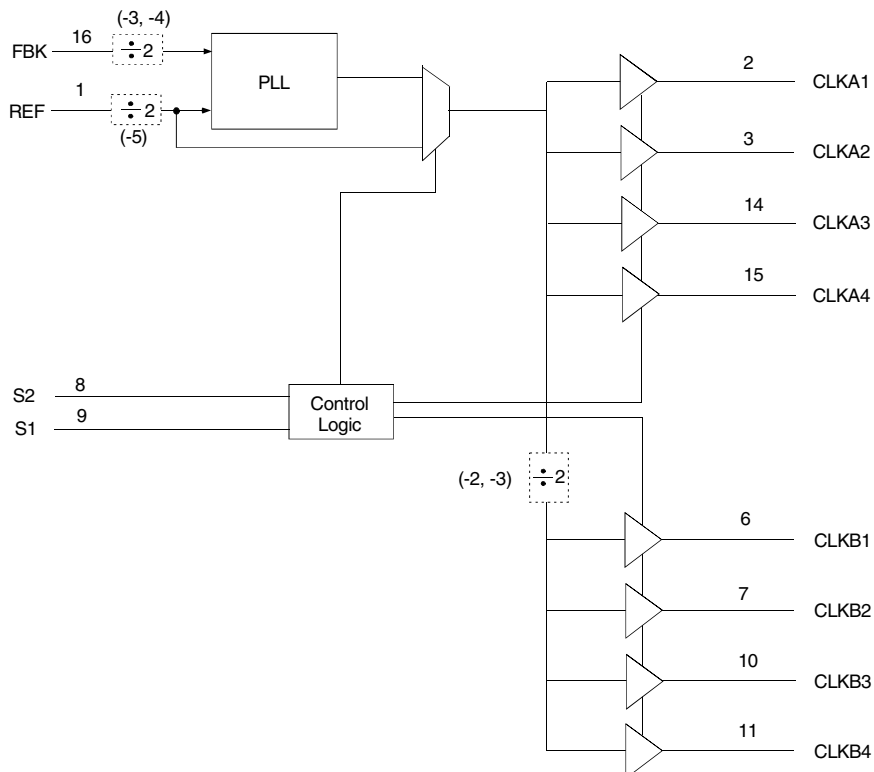 (-3, -4)
FBK 16 ÷ 2
PLL
REF 1 ÷ 2
(-5)
2 CLKA1
3 CLKA2
14 CLKA3
15 CLKA4
S2 8
S1 9
Control
Logic
(-2, -3) ÷ 2
6 CLKB1
7 CLKB2
10 CLKB3
11 CLKB4